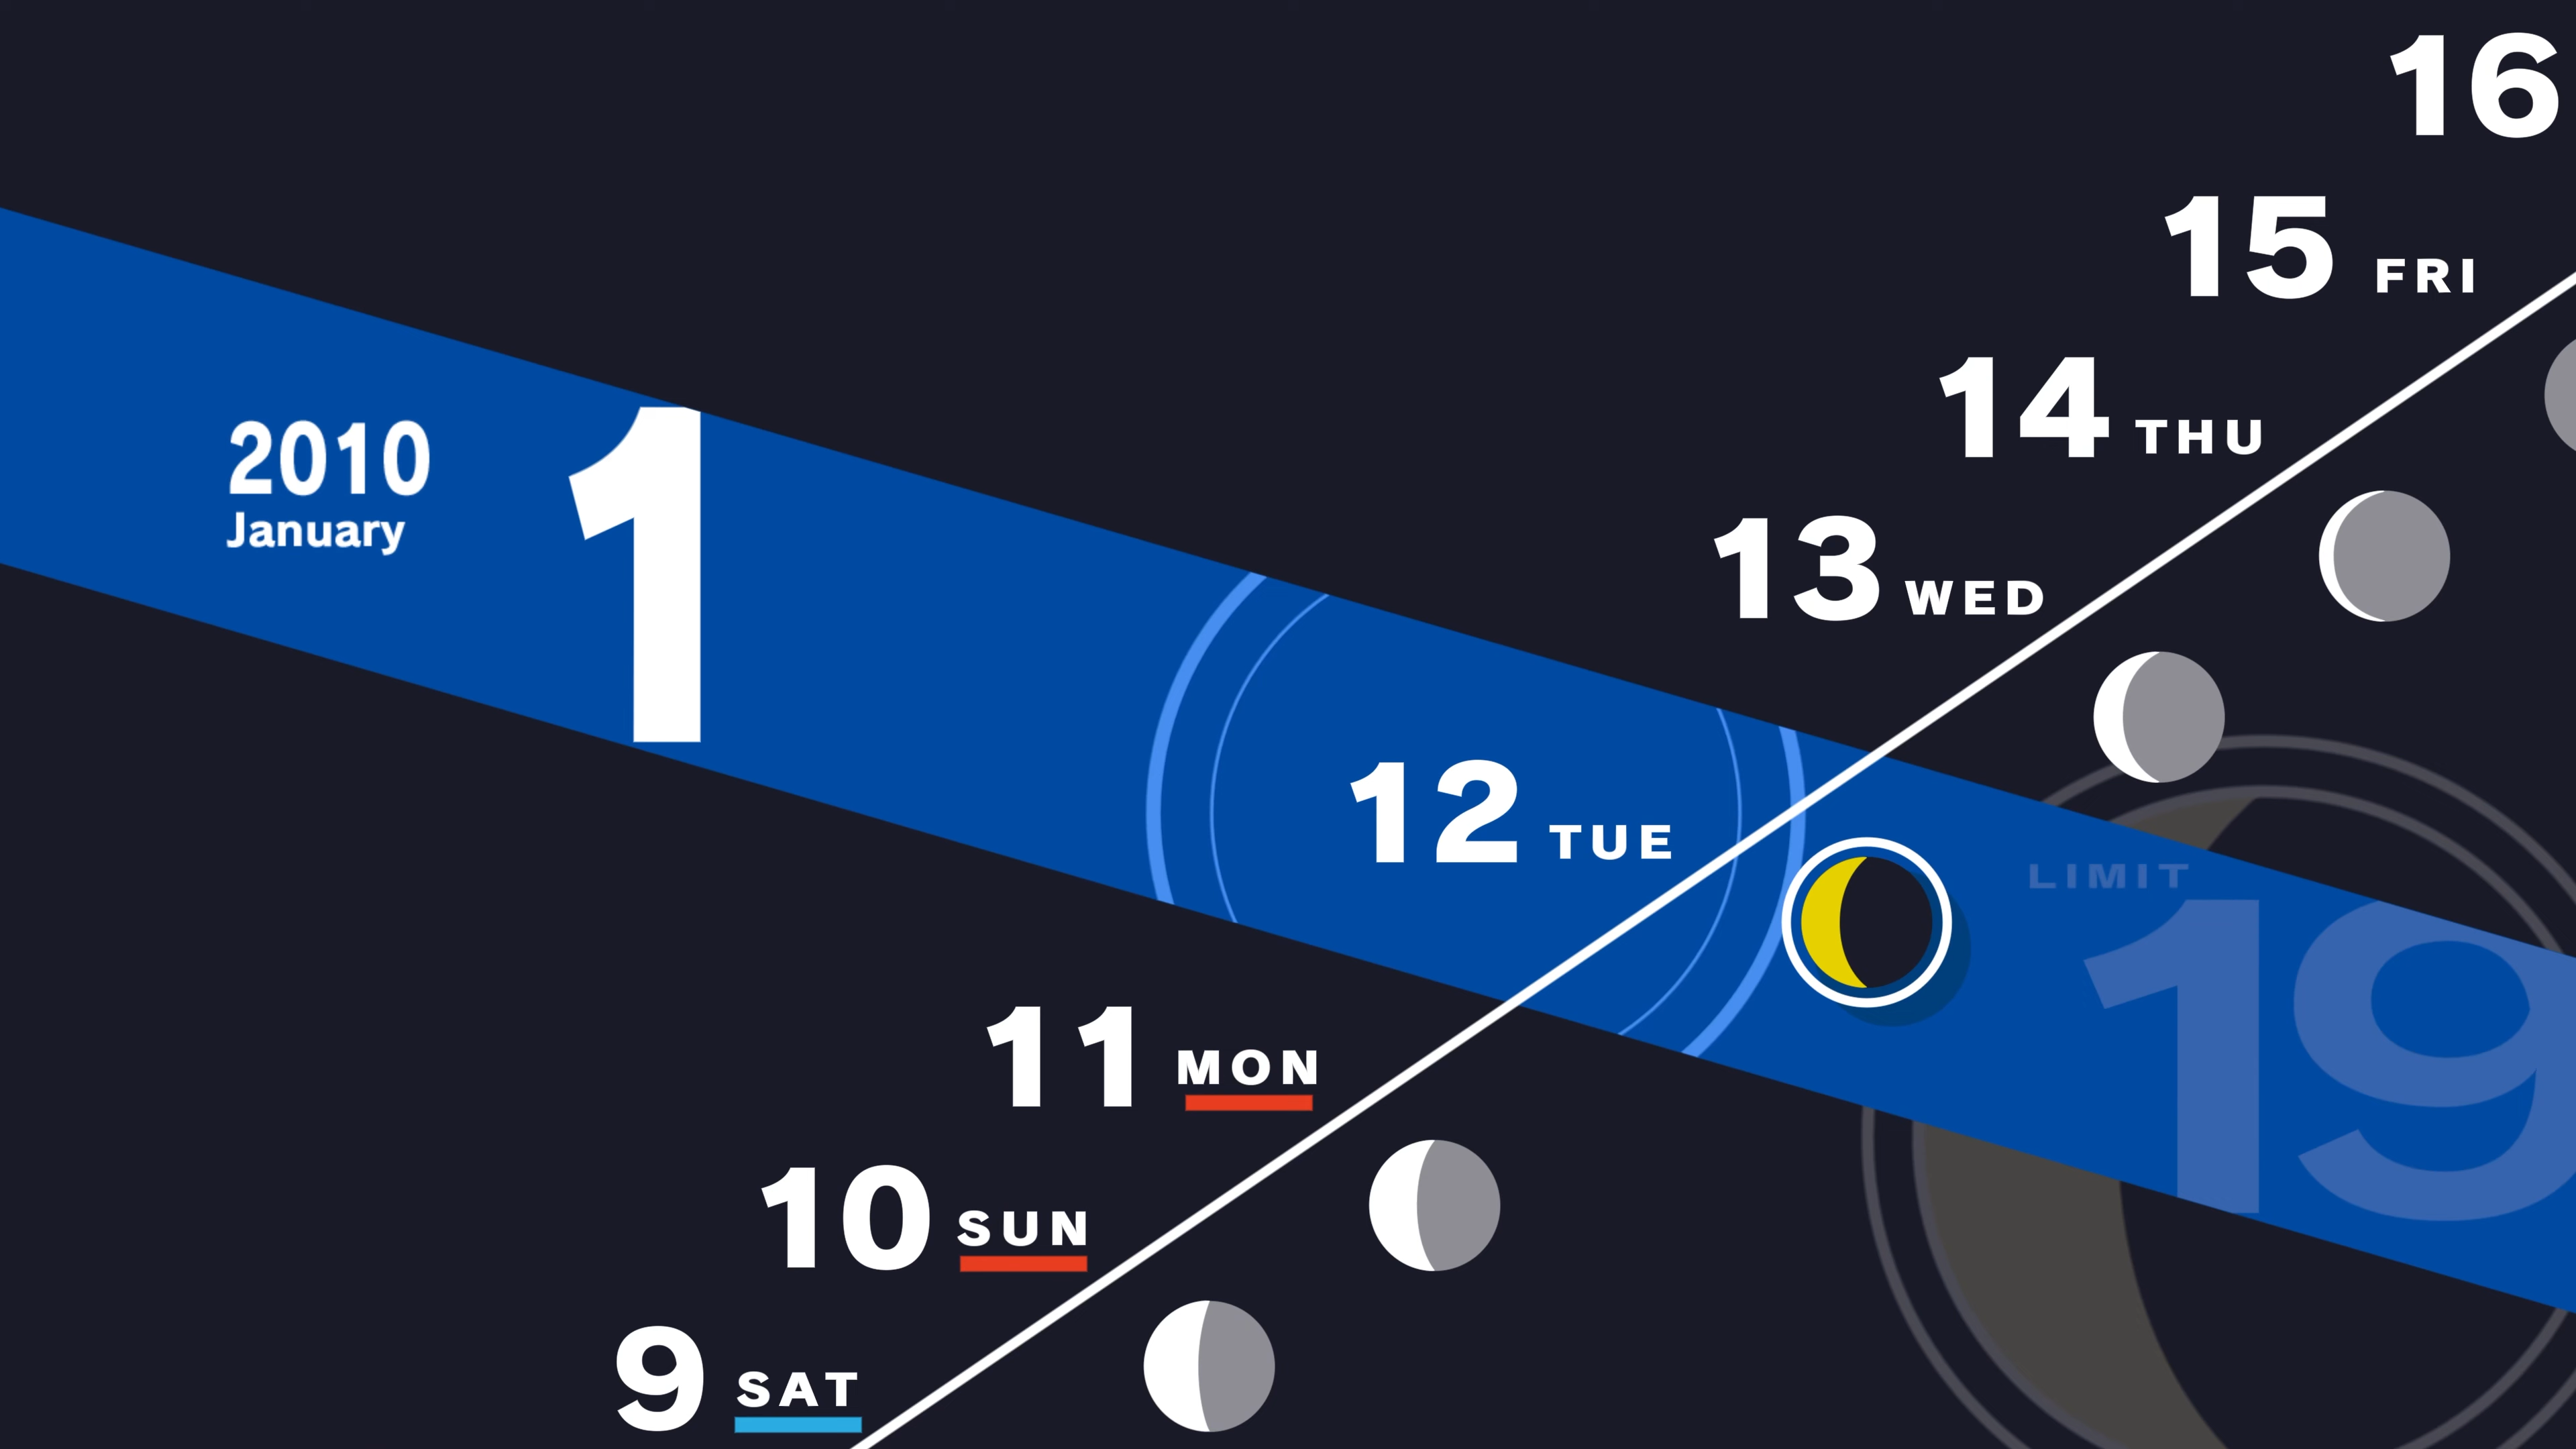 2010
January
1
16
15 FRI
14 THU
13 WED
12 TUE
11 MON
10 SUN
9 SAT
LIMIT
19